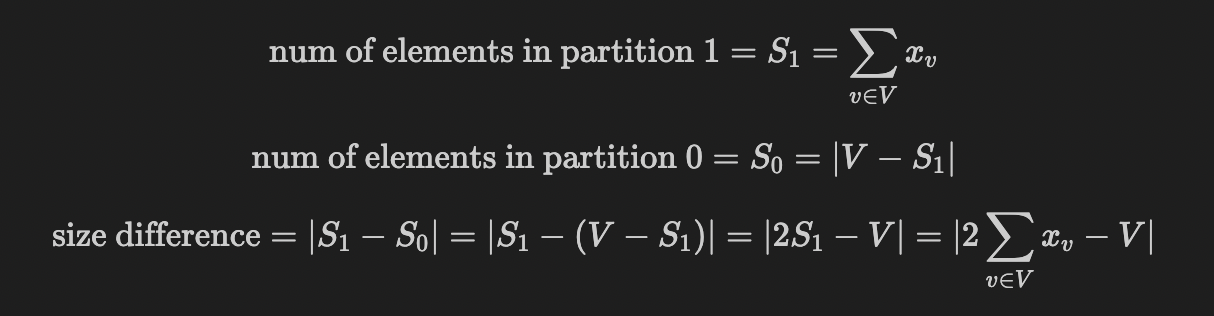 num of elements in partition 1 = S₁ = ∑_{v∈V} x_v
num of elements in partition 0 = S₀ = |V − S₁|
size difference = |S₁ − S₀| = |S₁ − (V − S₁)| = |2S₁ − V| = |2 ∑_{v∈V} x_v − V|